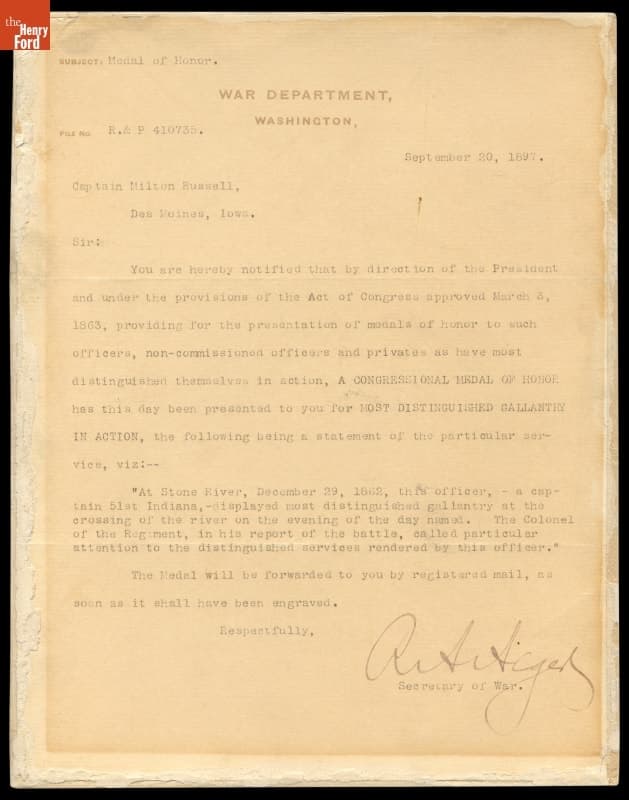 the
Henry
Ford
SUBJECT: Medal of Honor.
WAR DEPARTMENT,
WASHINGTON,
FILE NO. R.& P 410735.
September 20, 1897.
Captain Milton Russell,
Des Moines, Iowa.
Sir:
You are hereby notified that by direction of the President
and under the provisions of the Act of Congress approved March 3,
1863, providing for the presentation of medals of honor to such
officers, non-commissioned officers and privates as have most
distinguished themselves in action, A CONGRESSIONAL MEDAL OF HONOR
has this day been presented to you for MOST DISTINGUISHED GALLANTRY
IN ACTION, the following being a statement of the particular ser-
vice, viz:--
"At Stone River, December 29, 1862, this officer, - a cap-
tain 51st Indiana,-displayed most distinguished gallantry at the
crossing of the river on the evening of the day named. The Colonel
of the Regiment, in his report of the battle, called particular
attention to the distinguished services rendered by this officer."
The Medal will be forwarded to you by registered mail, as
soon as it shall have been engraved.
Respectfully,
R A Alger
Secretary of War.